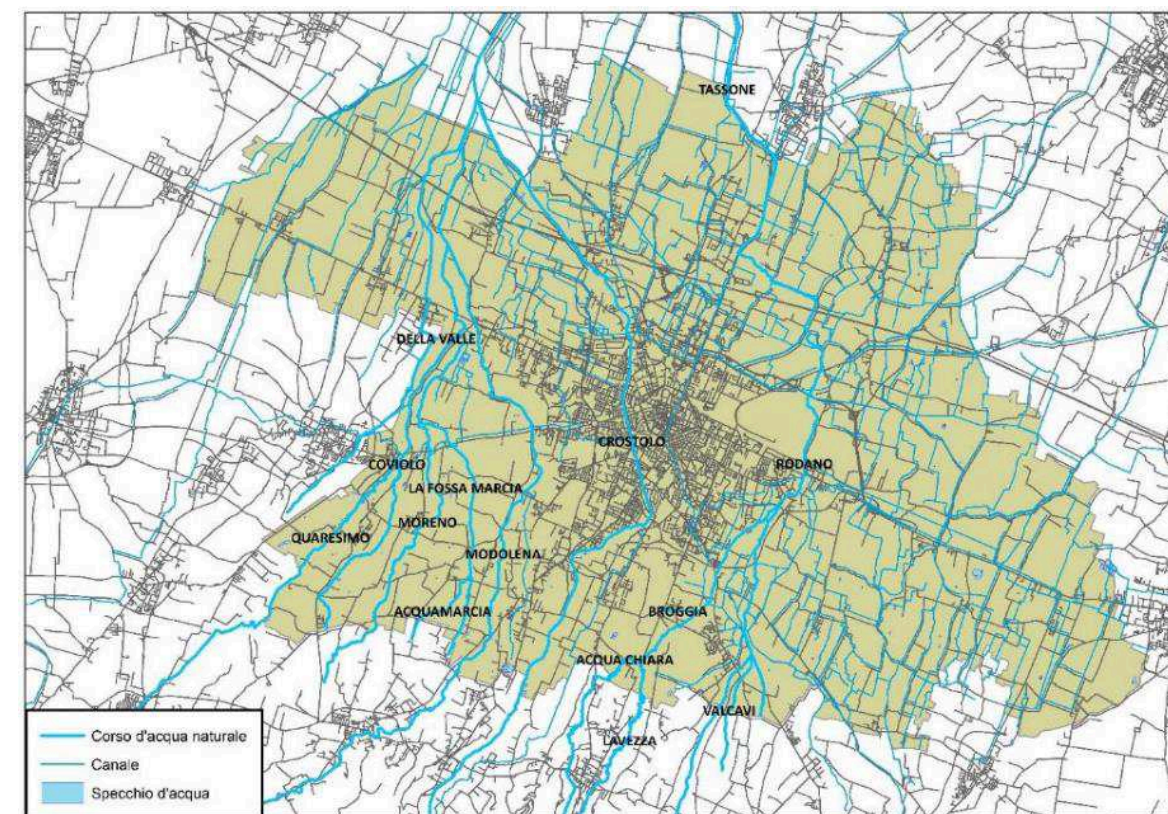 TASSONE
DELLA VALLE
CROSTOLO
COVIOLO
RODANO
LA FOSSA MARCIA
MORENO
QUARESIMO
MODOLENA
ACQUAMARCIA
BROGGIA
ACQUA CHIARA
VALCAVI
LAVEZZA
Corso d'acqua naturale
Canale
Specchio d'acqua